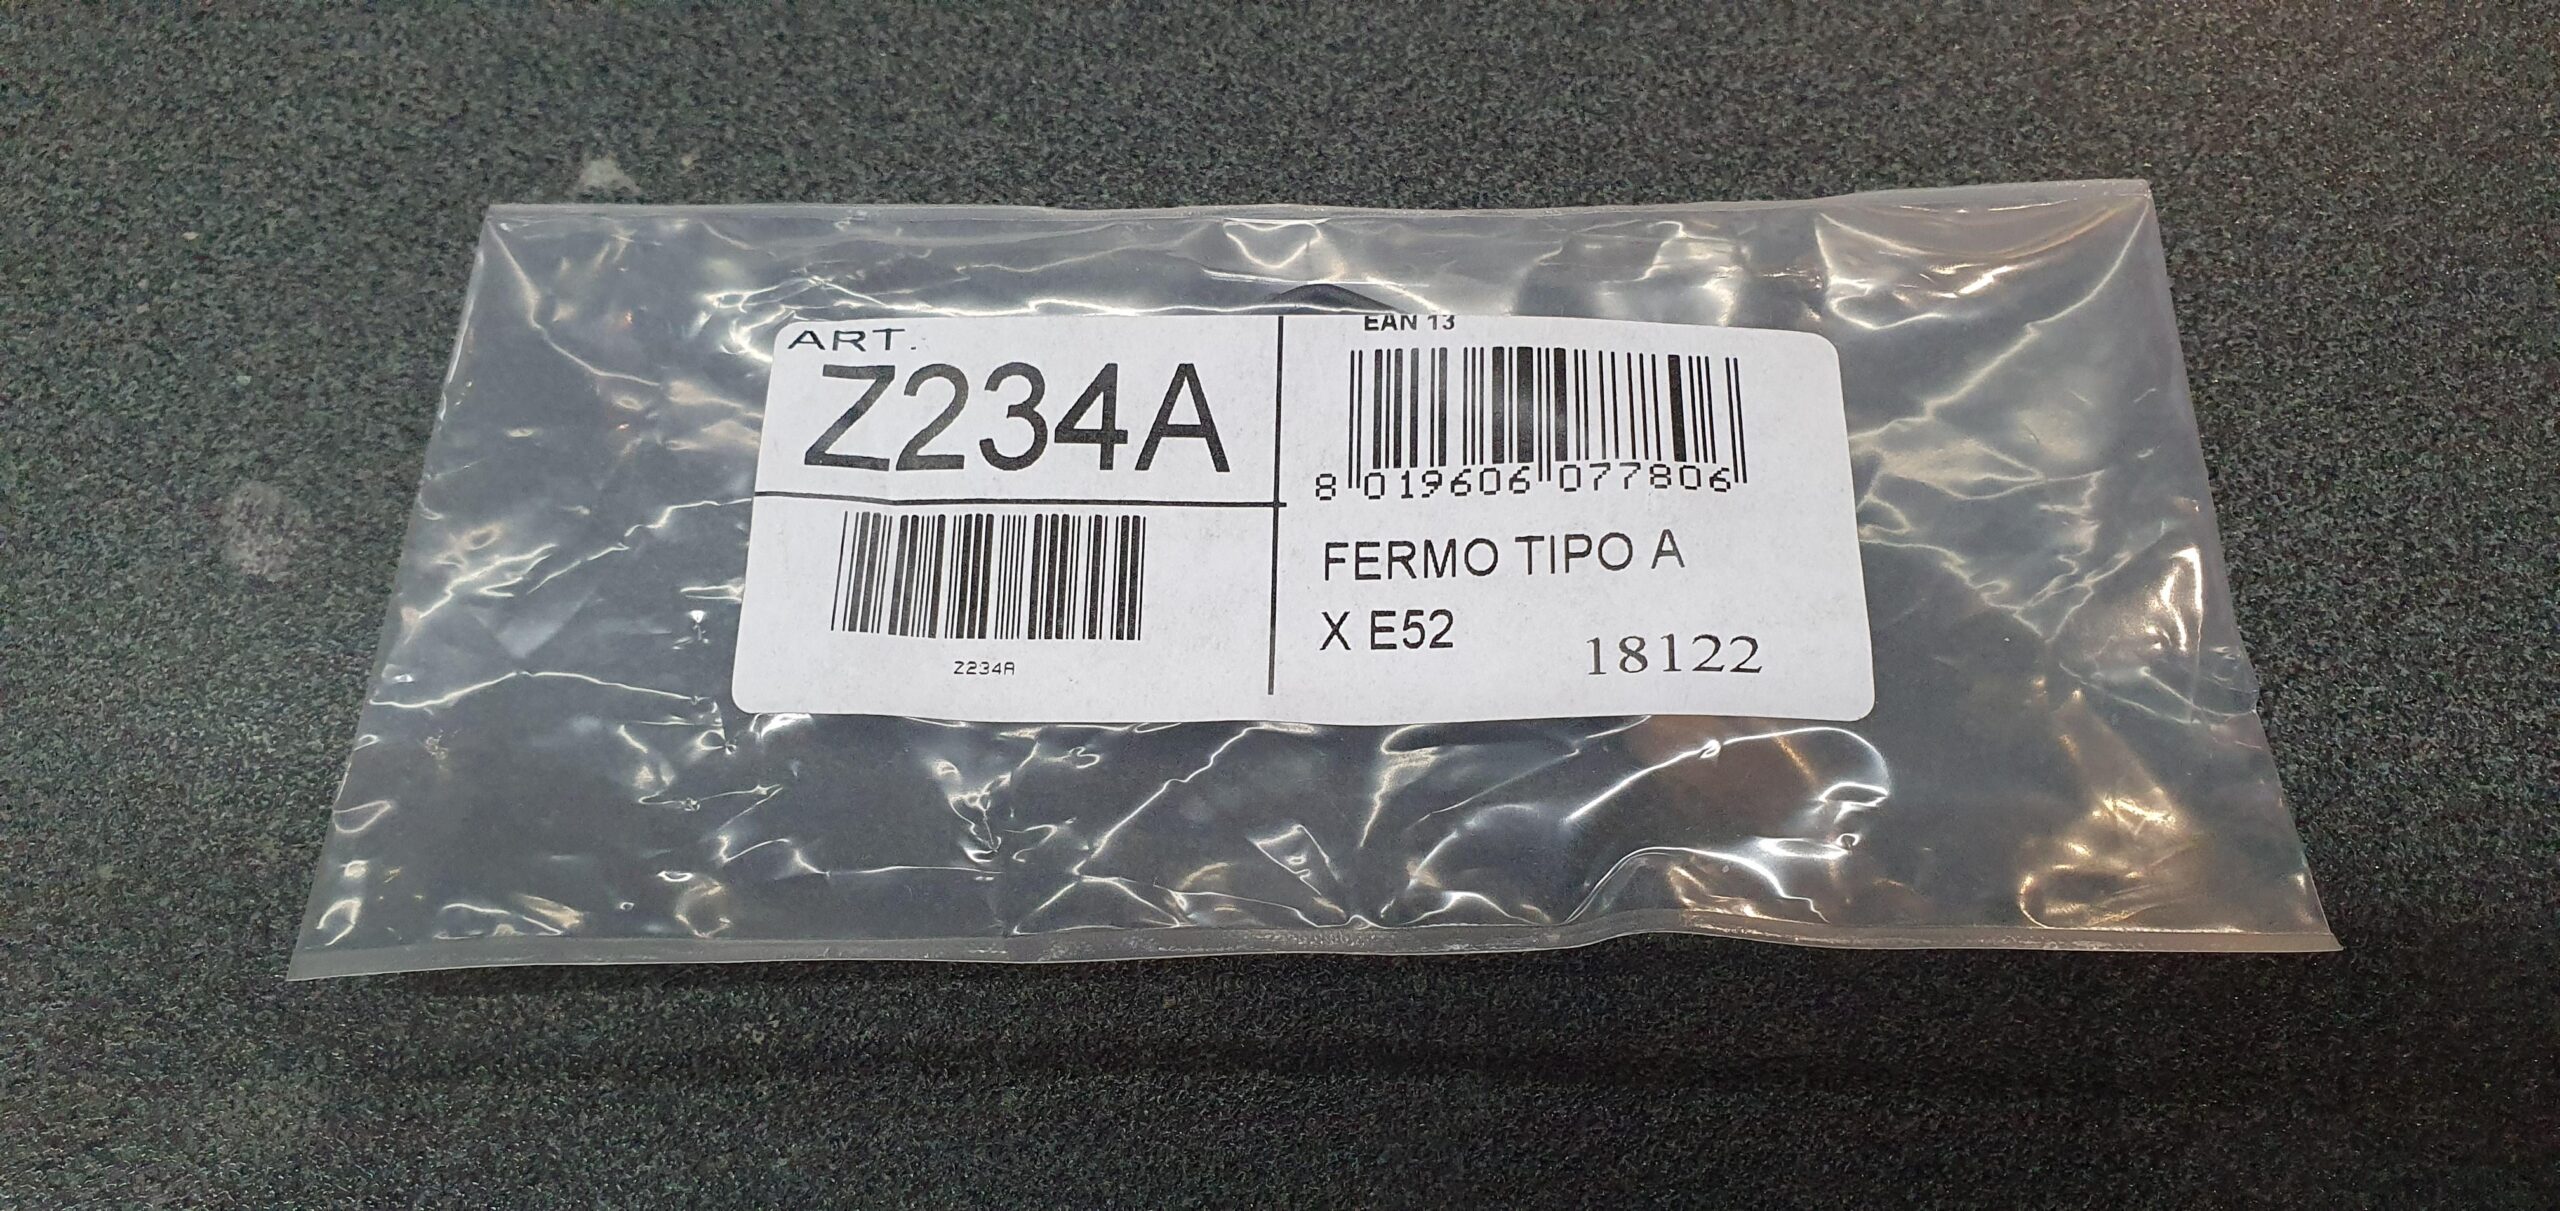 ART.
Z234A
Z234A
EAN 13
8 019606 077806
FERMO TIPO A
X E52
18122